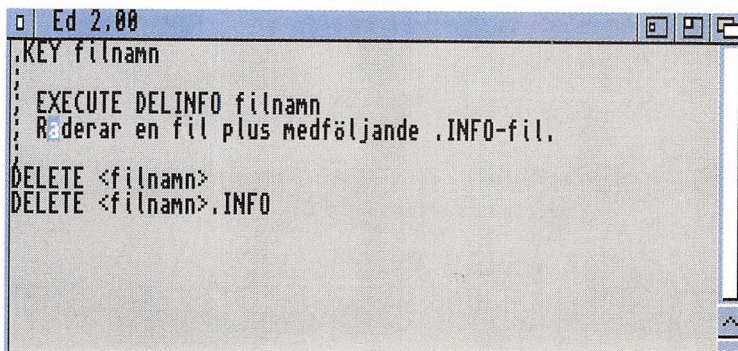 Ed 2.00
.KEY filnamn
;
; EXECUTE DELINFO filnamn
; Raderar en fil plus medföljande .INFO-fil.
;
DELETE <filnamn>
DELETE <filnamn>.INFO